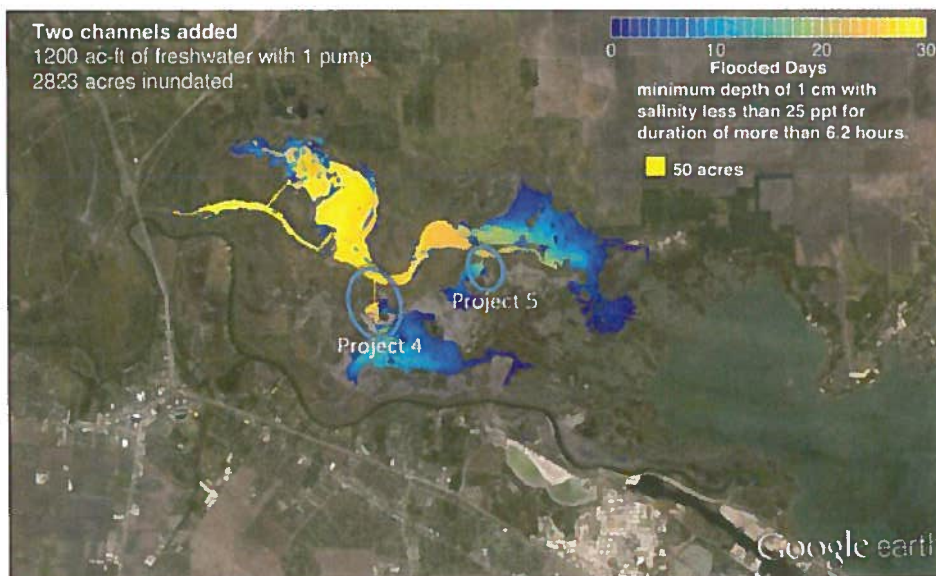 Two channels added
1200 ac-ft of freshwater with 1 pump
2823 acres inundated
0 10 20 30
Flooded Days
minimum depth of 1 cm with
salinity less than 25 ppt for
duration of more than 6.2 hours.
50 acres
Project 5
Project 4
Google earth